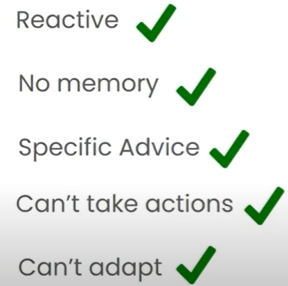 Reactive
No memory
Specific Advice
Can't take actions
Can't adapt